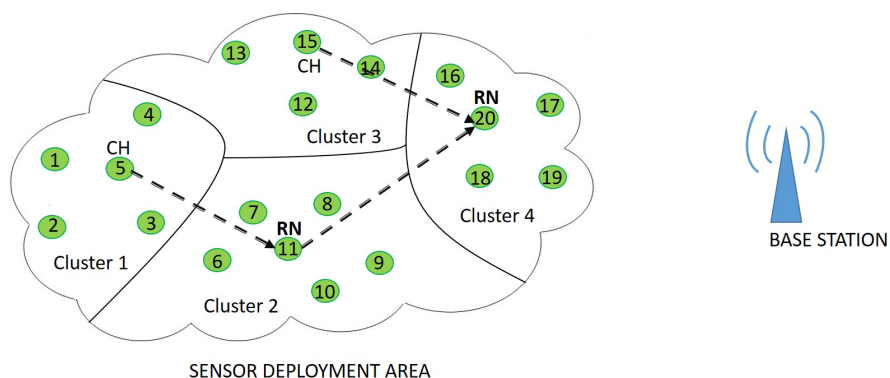 15
13
CH
14
16
RN
17
12
20
4
Cluster 3
CH
1
5
18
19
8
7
Cluster 4
2
3
RN
11
BASE STATION
Cluster 1
6
9
10
Cluster 2
SENSOR DEPLOYMENT AREA